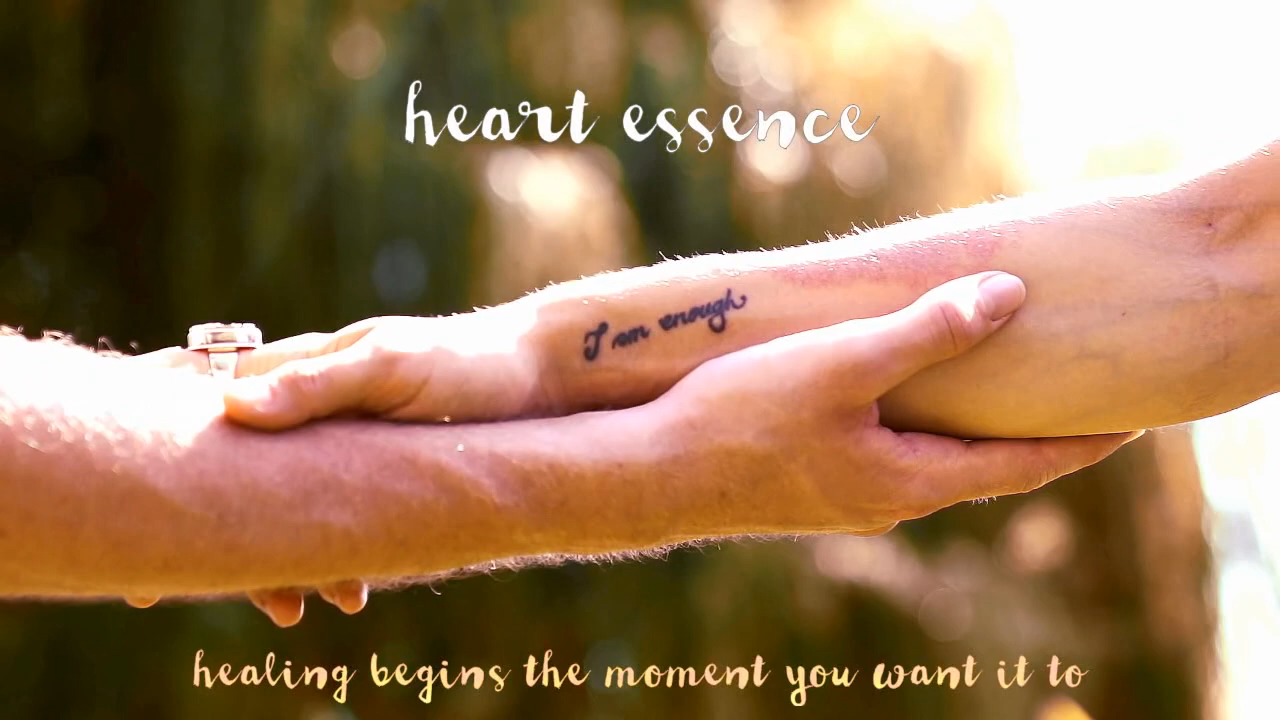 heart essence
I am enough
healing begins the moment you want it to